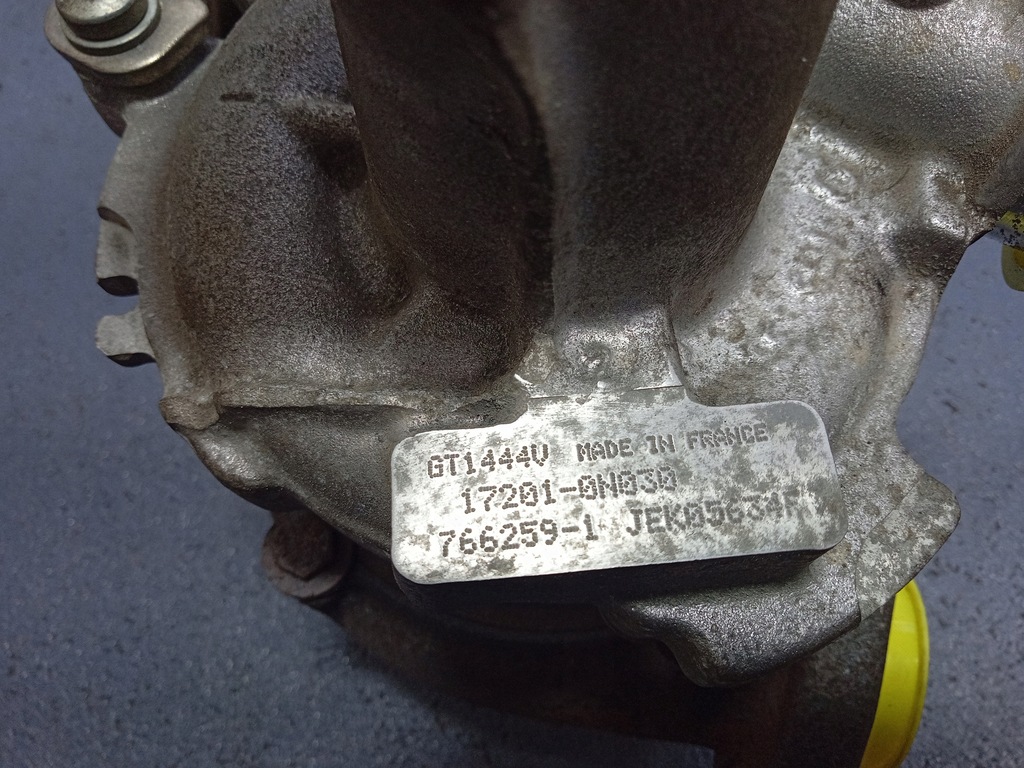 GT1444V MADE IN FRANCE
17201-0N030
766259-1 JEK05634F